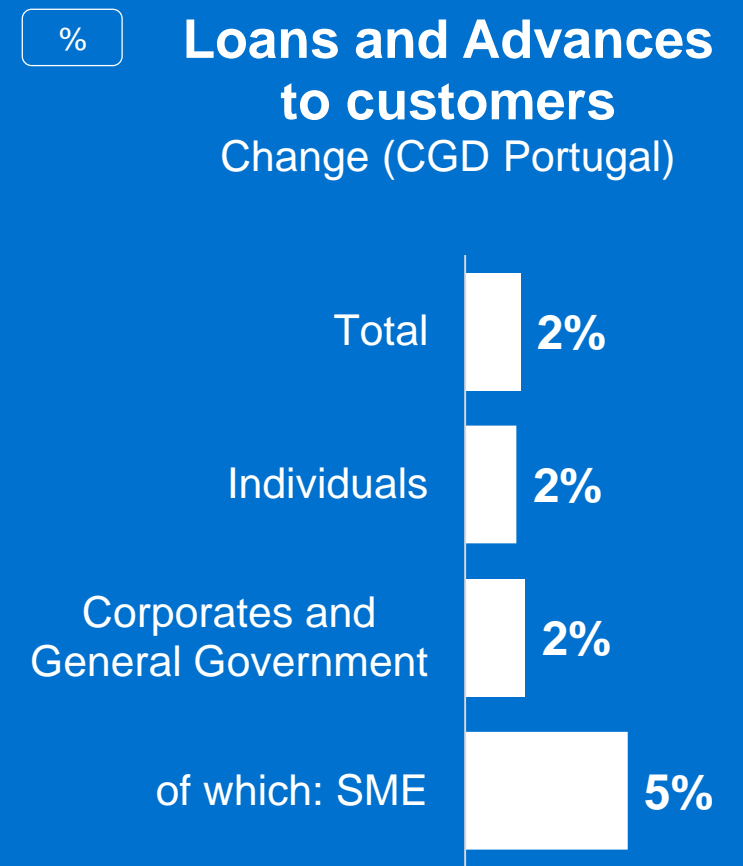 %
Loans and Advances
to customers
Change (CGD Portugal)
Total 2%
Individuals 2%
Corporates and
General Government 2%
of which: SME 5%